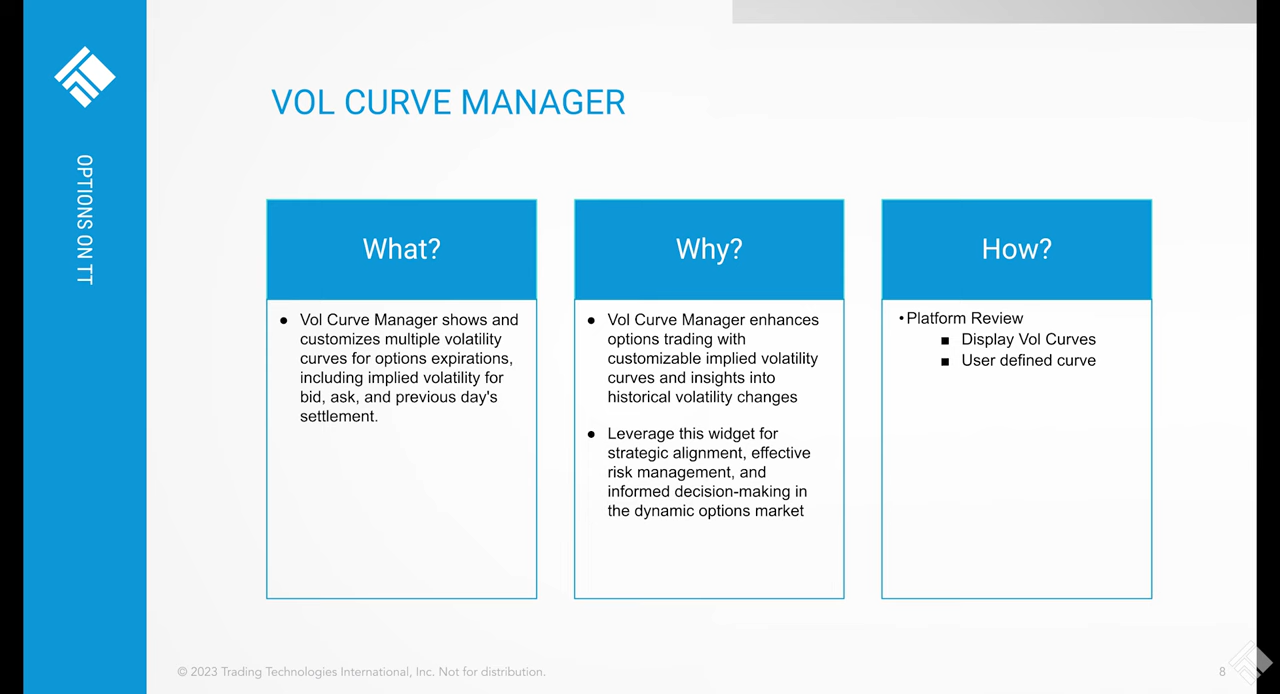 OPTIONS ON TT
VOL CURVE MANAGER
What?
● Vol Curve Manager shows and
customizes multiple volatility
curves for options expirations,
including implied volatility for
bid, ask, and previous day's
settlement.
Why?
● Vol Curve Manager enhances
options trading with
customizable implied volatility
curves and insights into
historical volatility changes
● Leverage this widget for
strategic alignment, effective
risk management, and
informed decision-making in
the dynamic options market
How?
• Platform Review
■ Display Vol Curves
■ User defined curve
© 2023 Trading Technologies International, Inc. Not for distribution.
8